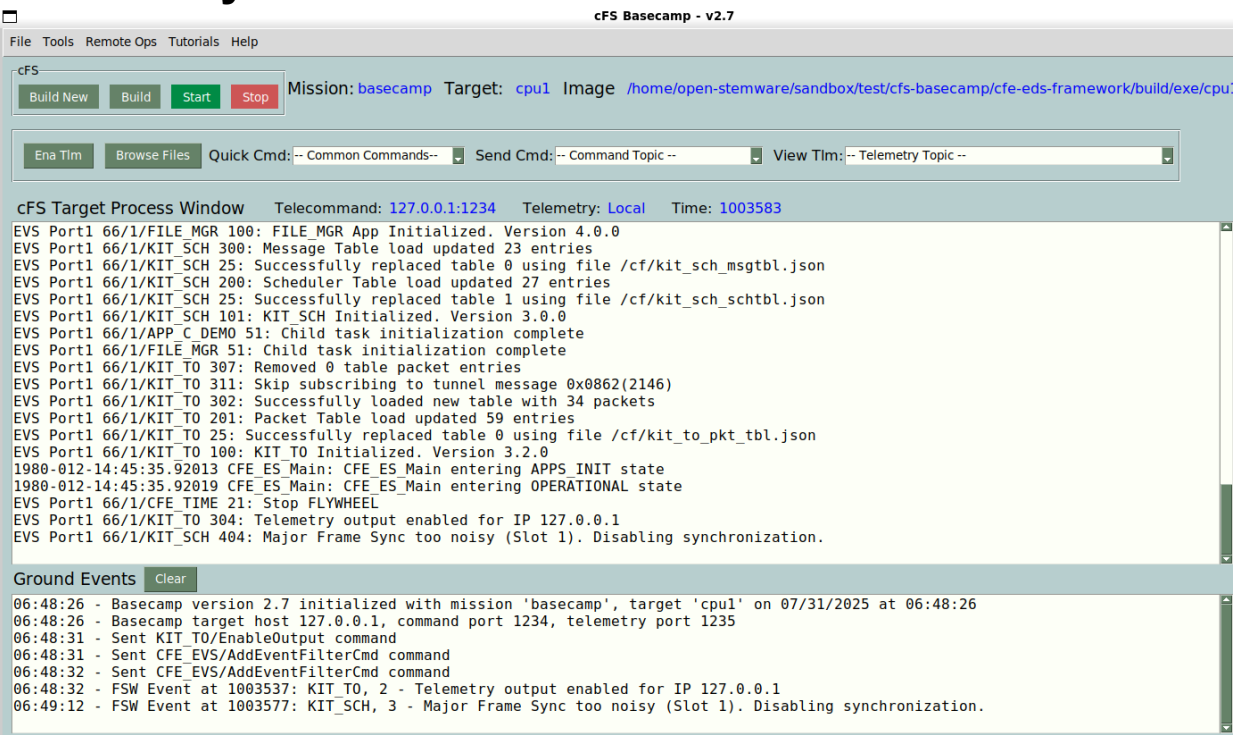 cFS Basecamp - v2.7
File Tools Remote Ops Tutorials Help
cFS
Build New Build Start Stop Mission: basecamp Target: cpu1 Image /home/open-stemware/sandbox/test/cfs-basecamp/cfe-eds-framework/build/exe/cpu1
Ena Tlm Browse Files Quick Cmd: -- Common Commands-- Send Cmd: -- Command Topic -- View Tlm: -- Telemetry Topic --
cFS Target Process Window Telecommand: 127.0.0.1:1234 Telemetry: Local Time: 1003583
EVS Port1 66/1/FILE_MGR 100: FILE_MGR App Initialized. Version 4.0.0
EVS Port1 66/1/KIT_SCH 300: Message Table load updated 23 entries
EVS Port1 66/1/KIT_SCH 25: Successfully replaced table 0 using file /cf/kit_sch_msgtbl.json
EVS Port1 66/1/KIT_SCH 200: Scheduler Table load updated 27 entries
EVS Port1 66/1/KIT_SCH 25: Successfully replaced table 1 using file /cf/kit_sch_schtbl.json
EVS Port1 66/1/KIT_SCH 101: KIT_SCH Initialized. Version 3.0.0
EVS Port1 66/1/APP_C_DEMO 51: Child task initialization complete
EVS Port1 66/1/FILE_MGR 51: Child task initialization complete
EVS Port1 66/1/KIT_TO 307: Removed 0 table packet entries
EVS Port1 66/1/KIT_TO 311: Skip subscribing to tunnel message 0x0862(2146)
EVS Port1 66/1/KIT_TO 302: Successfully loaded new table with 34 packets
EVS Port1 66/1/KIT_TO 201: Packet Table load updated 59 entries
EVS Port1 66/1/KIT_TO 25: Successfully replaced table 0 using file /cf/kit_to_pkt_tbl.json
EVS Port1 66/1/KIT_TO 100: KIT_TO Initialized. Version 3.2.0
1980-012-14:45:35.92013 CFE_ES_Main: CFE_ES_Main entering APPS_INIT state
1980-012-14:45:35.92019 CFE_ES_Main: CFE_ES_Main entering OPERATIONAL state
EVS Port1 66/1/CFE_TIME 21: Stop FLYWHEEL
EVS Port1 66/1/KIT_TO 304: Telemetry output enabled for IP 127.0.0.1
EVS Port1 66/1/KIT_SCH 404: Major Frame Sync too noisy (Slot 1). Disabling synchronization.
Ground Events Clear
06:48:26 - Basecamp version 2.7 initialized with mission 'basecamp', target 'cpu1' on 07/31/2025 at 06:48:26
06:48:26 - Basecamp target host 127.0.0.1, command port 1234, telemetry port 1235
06:48:31 - Sent KIT_TO/EnableOutput command
06:48:31 - Sent CFE_EVS/AddEventFilterCmd command
06:48:32 - Sent CFE_EVS/AddEventFilterCmd command
06:48:32 - FSW Event at 1003537: KIT_TO, 2 - Telemetry output enabled for IP 127.0.0.1
06:49:12 - FSW Event at 1003577: KIT_SCH, 3 - Major Frame Sync too noisy (Slot 1). Disabling synchronization.